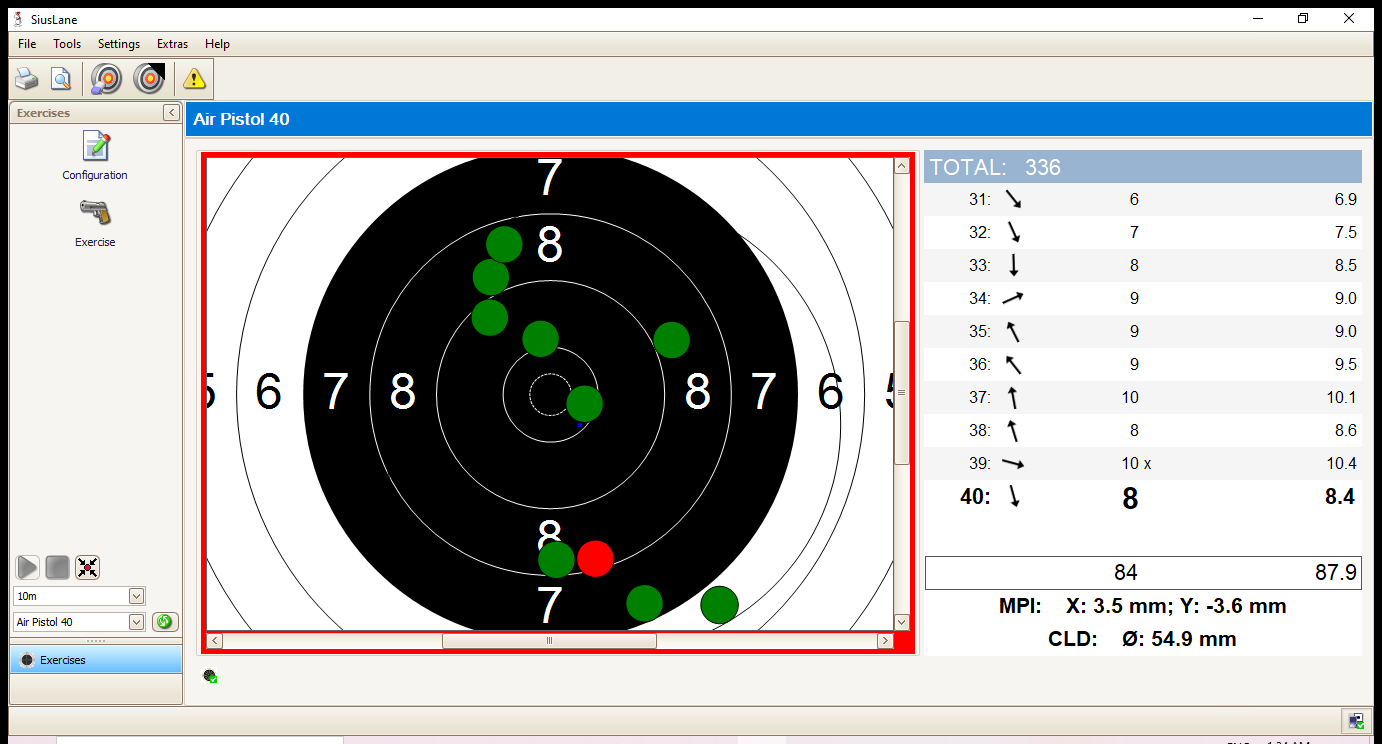 SiusLane
File Tools Settings Extras Help
Exercises
Configuration
Exercise
10m
Air Pistol 40
Exercises
Air Pistol 40
7
8
6 7 8 8 7 6
8
7
TOTAL: 336
31: 6 6.9
32: 7 7.5
33: 8 8.5
34: 9 9.0
35: 9 9.0
36: 9 9.5
37: 10 10.1
38: 8 8.6
39: 10 x 10.4
40: 8 8.4
84 87.9
MPI: X: 3.5 mm; Y: -3.6 mm
CLD: Ø: 54.9 mm